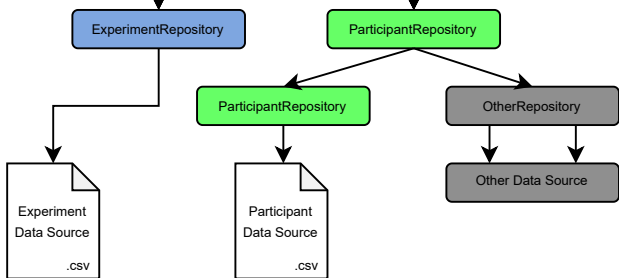 ExperimentRepository
ParticipantRepository
ParticipantRepository
OtherRepository
Experiment
Data Source
.csv
Participant
Data Source
.csv
Other Data Source